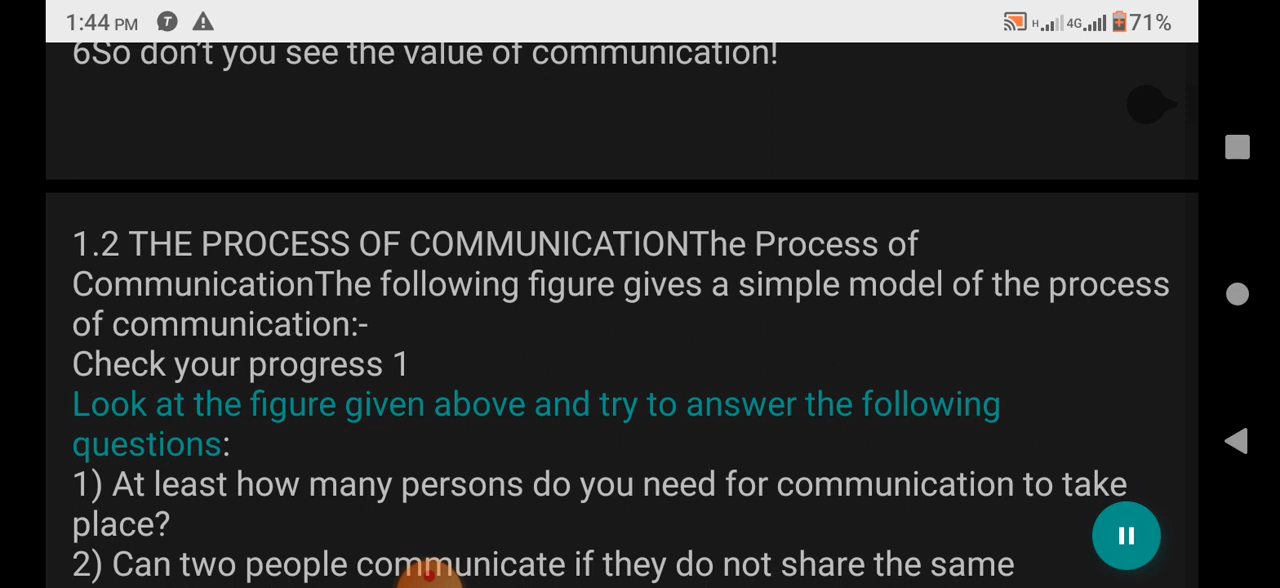 1:44 PM
H 4G 71%
6So don't you see the value of communication!
1.2 THE PROCESS OF COMMUNICATIONThe Process of
CommunicationThe following figure gives a simple model of the process
of communication:-
Check your progress 1
Look at the figure given above and try to answer the following
questions:
1) At least how many persons do you need for communication to take
place?
2) Can two people communicate if they do not share the same